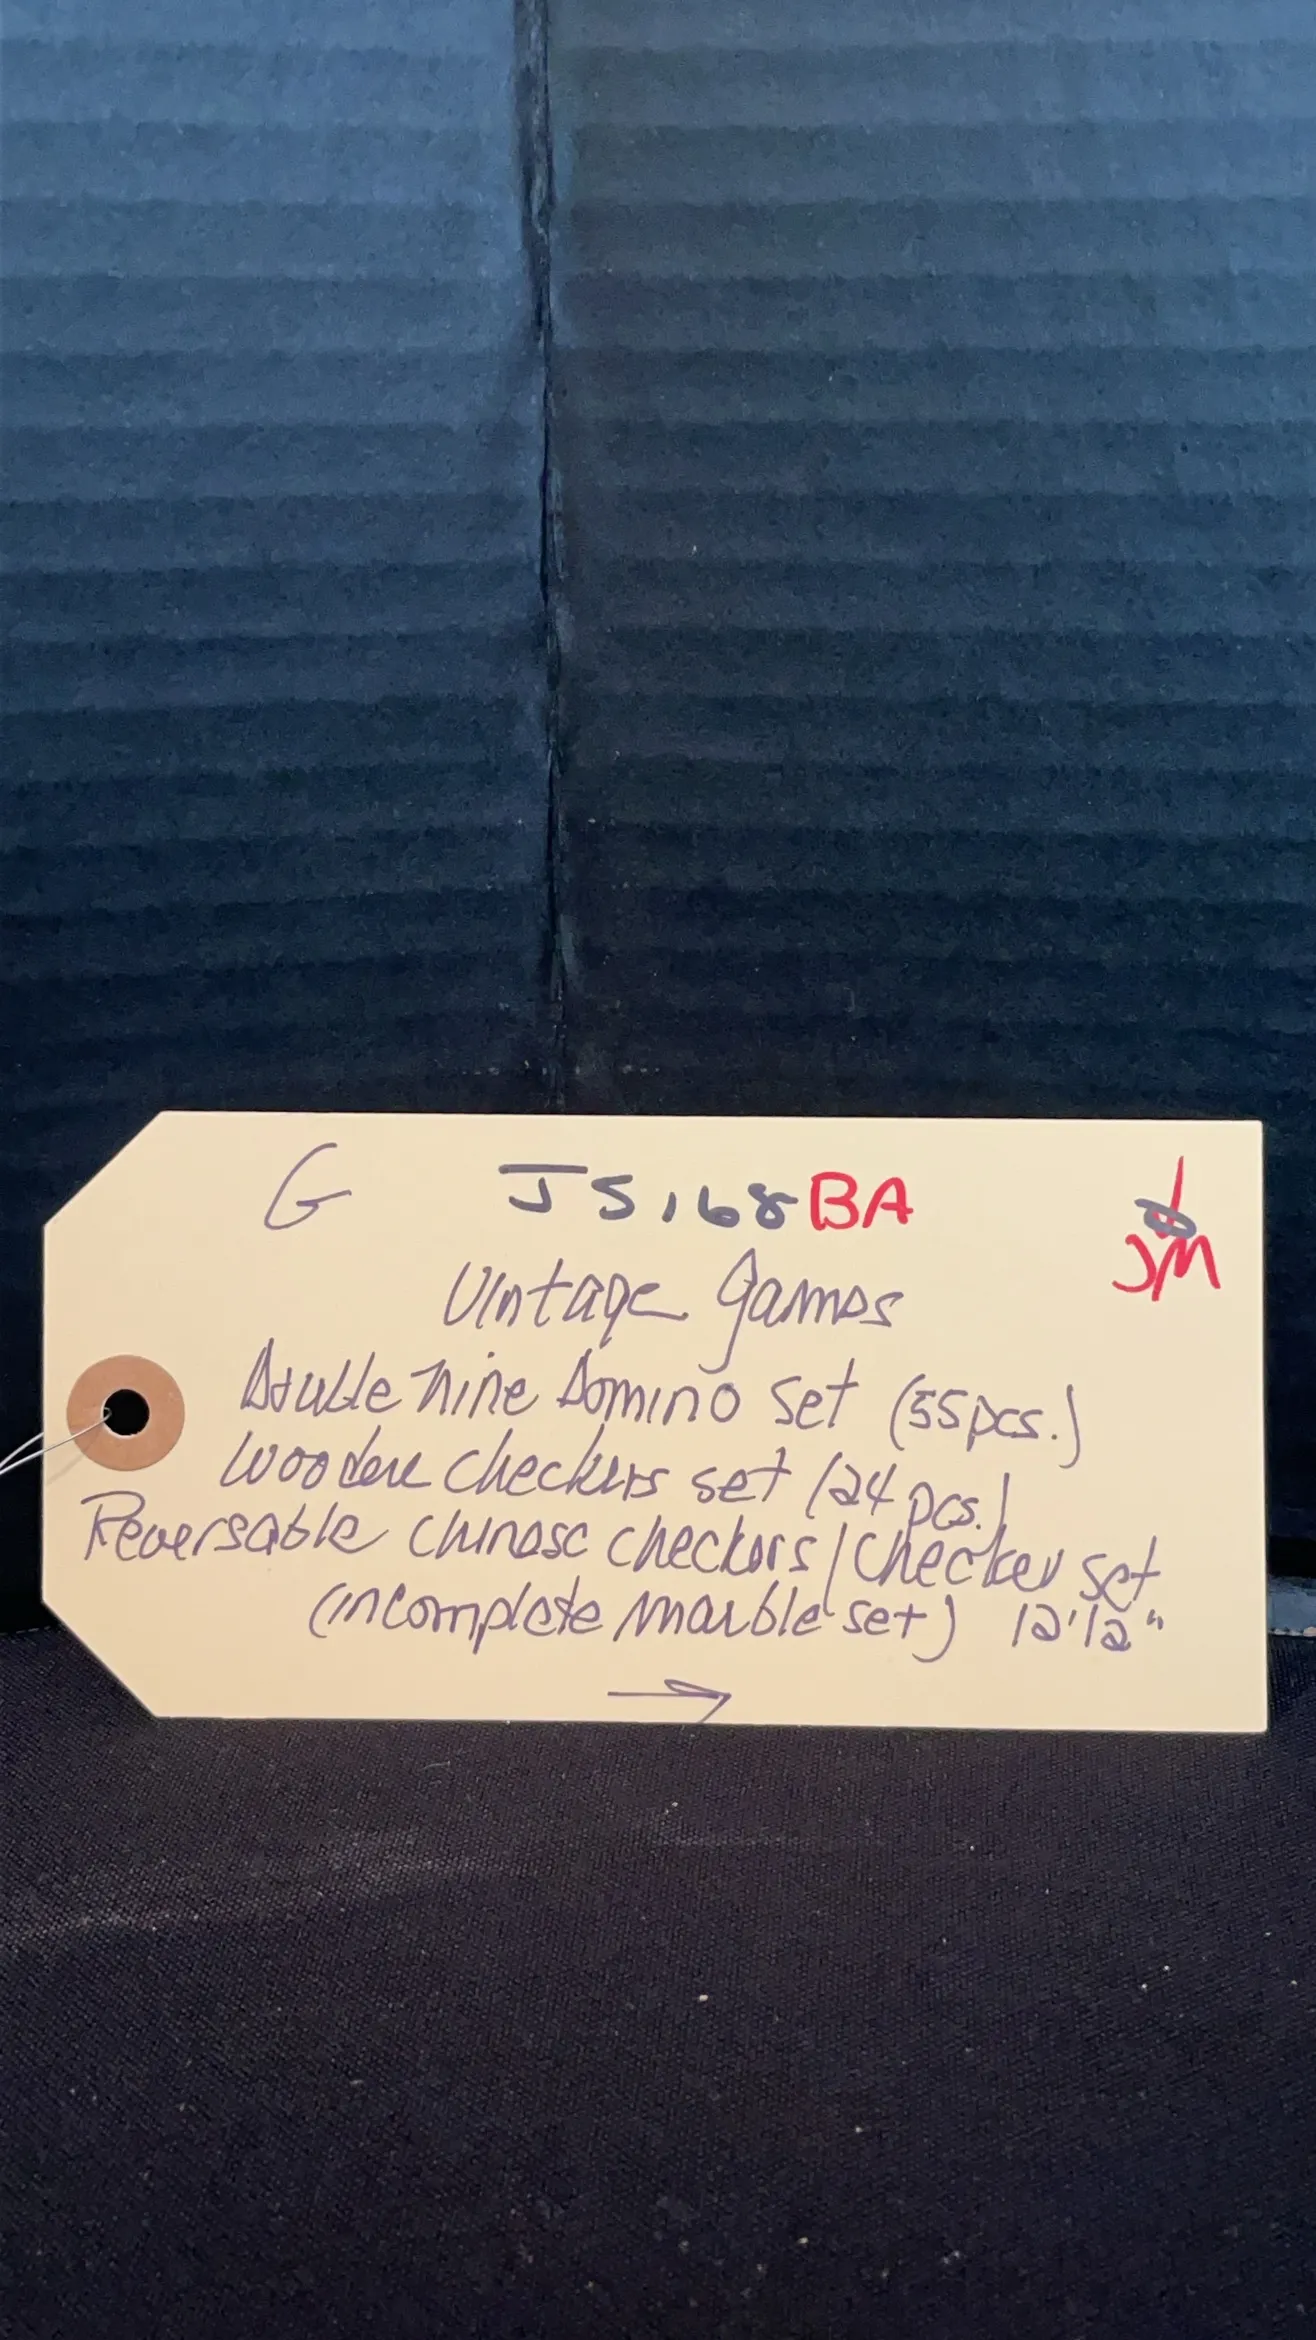 G JS168BA
JM
Vintage Games
Double Nine Domino Set (55pcs.)
Wooden checkers set (24 pcs.)
Reversable Chinese checkers/Checker set
(incomplete marble set) 12'12"